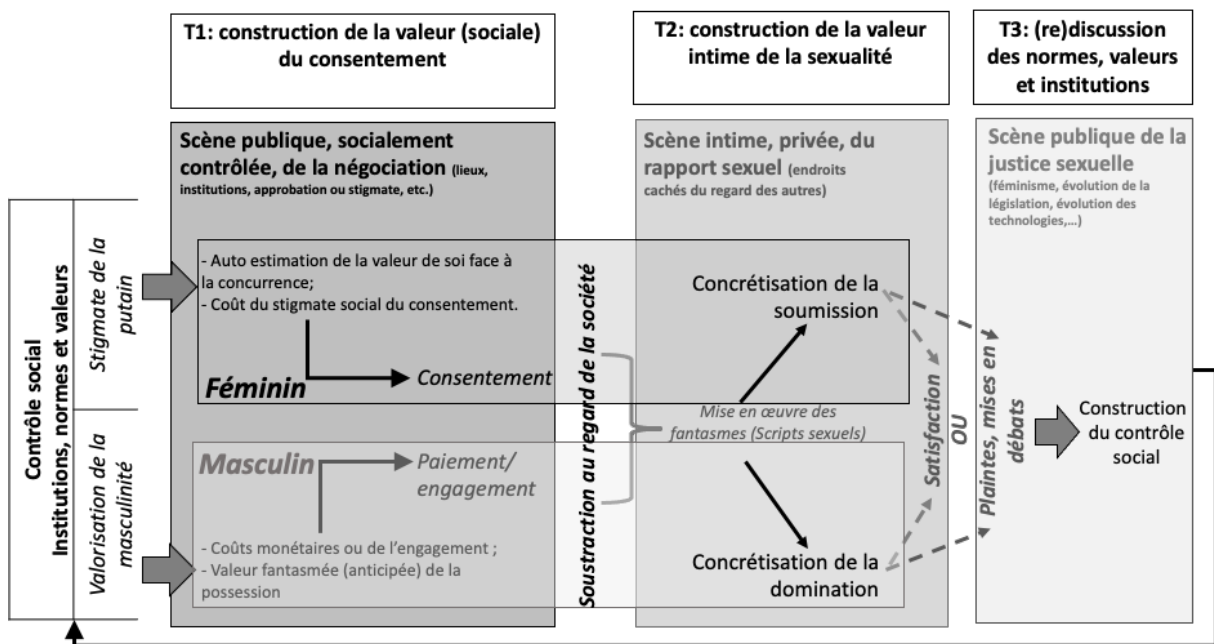 T1: construction de la valeur (sociale)
du consentement
T2: construction de la valeur
intime de la sexualité
T3: (re)discussion
des normes, valeurs
et institutions
Contrôle social
Institutions, normes et valeurs
Stigmate de la
putain
Valorisation de la
masculinité
Scène publique, socialement
contrôlée, de la négociation (lieux,
institutions, approbation ou stigmate, etc.)
- Auto estimation de la valeur de soi face à
la concurrence;
- Coût du stigmate social du consentement.
Consentement
Féminin
Masculin
Paiement/
engagement
- Coûts monétaires ou de l'engagement ;
- Valeur fantasmée (anticipée) de la
possession
Soustraction au regard de la société
Scène intime, privée, du
rapport sexuel (endroits
cachés du regard des autres)
Concrétisation de la
soumission
Mise en œuvre des
fantasmes (Scripts sexuels)
Concrétisation de la
domination
Satisfaction
OU
Plaintes, mises en
débats
Scène publique de la
justice sexuelle
(féminisme, évolution de la
législation, évolution des
technologies,...)
Construction
du contrôle
social